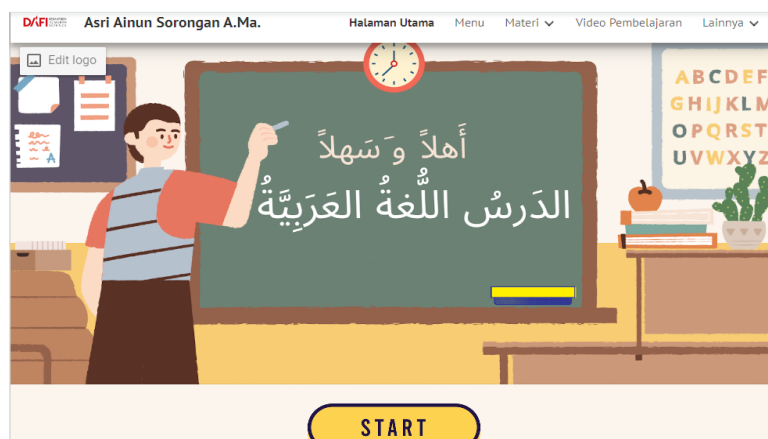 DAFI Asri Ainun Sorongan A.Ma. Halaman Utama Menu Materi Video Pembelajaran Lainnya
Edit logo
أَهلاً وَسَهلاً
الدَرسُ اللُّغةُ العَرَبِيَّةُ
ABCDEF
GHIJKLM
OPQRST
UVWXYZ
A
START